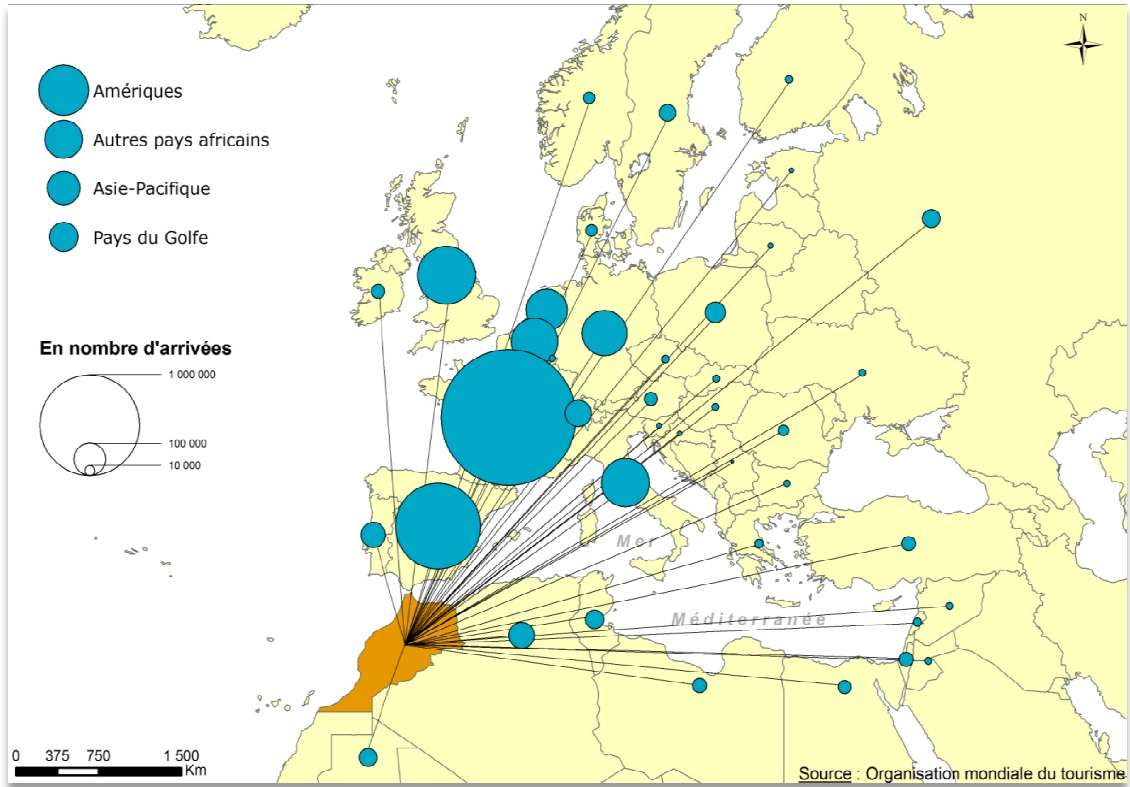 N
Amériques
Autres pays africains
Asie-Pacifique
Pays du Golfe
En nombre d'arrivées
1 000 000
100 000
10 000
Mer
Méditerranée
0 375 750 1 500
Km
Source : Organisation mondiale du tourisme